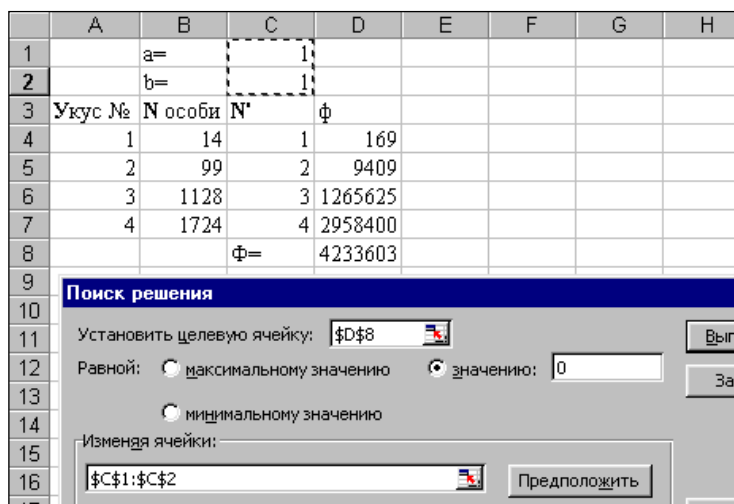 A B C D E F G H
1 a= 1
2 b= 1
3 Укус № N особи N' ф
4 1 14 1 169
5 2 99 2 9409
6 3 1128 3 1265625
7 4 1724 4 2958400
8 Ф= 4233603
9
10 Поиск решения
11 Установить целевую ячейку: $D$8 Вып
12 Равной: максимальному значению значению: 0
13 За
14 минимальному значению
15 Изменяя ячейки:
16 $C$1:$C$2 Предположить